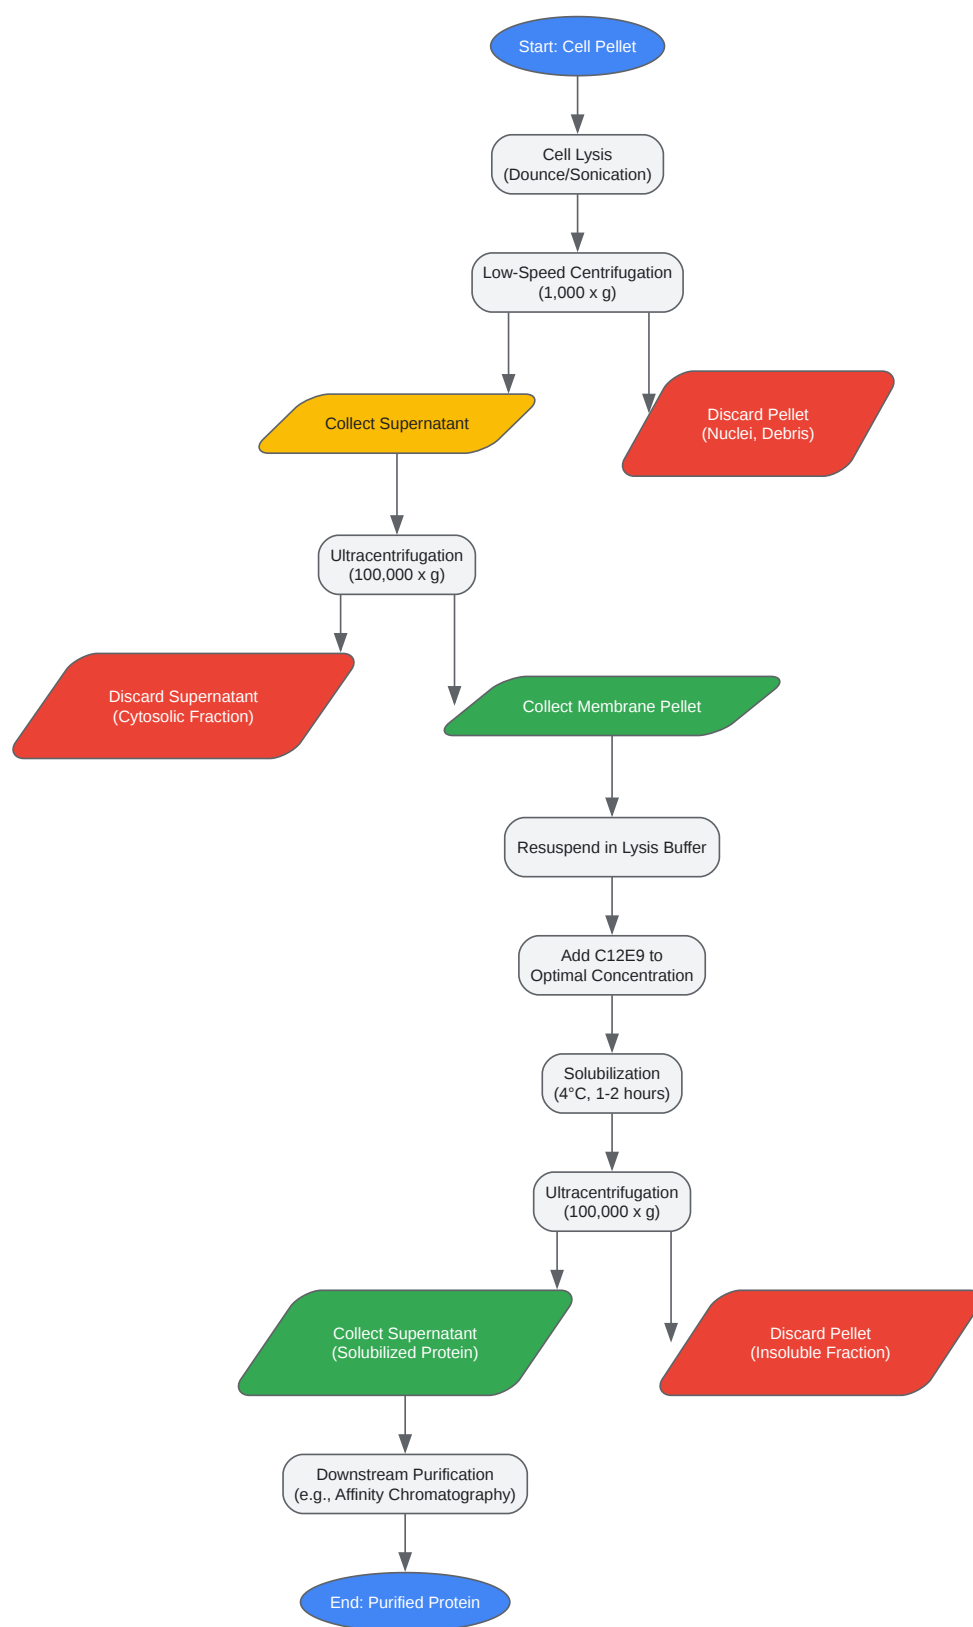 Start: Cell Pellet
Cell Lysis
(Dounce/Sonication)
Low-Speed Centrifugation
(1,000 x g)
Collect Supernatant
Discard Pellet
(Nuclei, Debris)
Ultracentrifugation
(100,000 x g)
Discard Supernatant
(Cytosolic Fraction)
Collect Membrane Pellet
Resuspend in Lysis Buffer
Add C12E9 to
Optimal Concentration
Solubilization
(4°C, 1-2 hours)
Ultracentrifugation
(100,000 x g)
Collect Supernatant
(Solubilized Protein)
Discard Pellet
(Insoluble Fraction)
Downstream Purification
(e.g., Affinity Chromatography)
End: Purified Protein